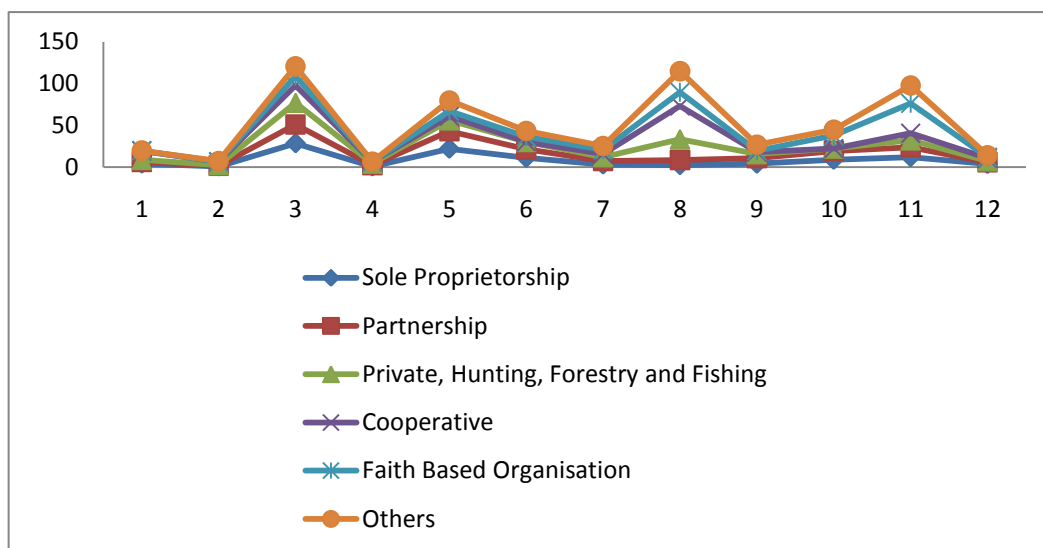 150
100
50
0
1 2 3 4 5 6 7 8 9 10 11 12
Sole Proprietorship
Partnership
Private, Hunting, Forestry and Fishing
Cooperative
Faith Based Organisation
Others